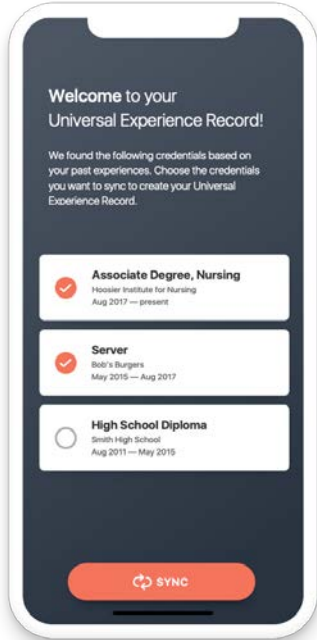 Welcome to your
Universal Experience Record!
We found the following credentials based on
your past experiences. Choose the credentials
you want to sync to create your Universal
Experience Record.
Associate Degree, Nursing
Hoosier Institute for Nursing
Aug 2017 — present
Server
Bob's Burgers
May 2015 — Aug 2017
High School Diploma
Smith High School
Aug 2011 — May 2015
SYNC